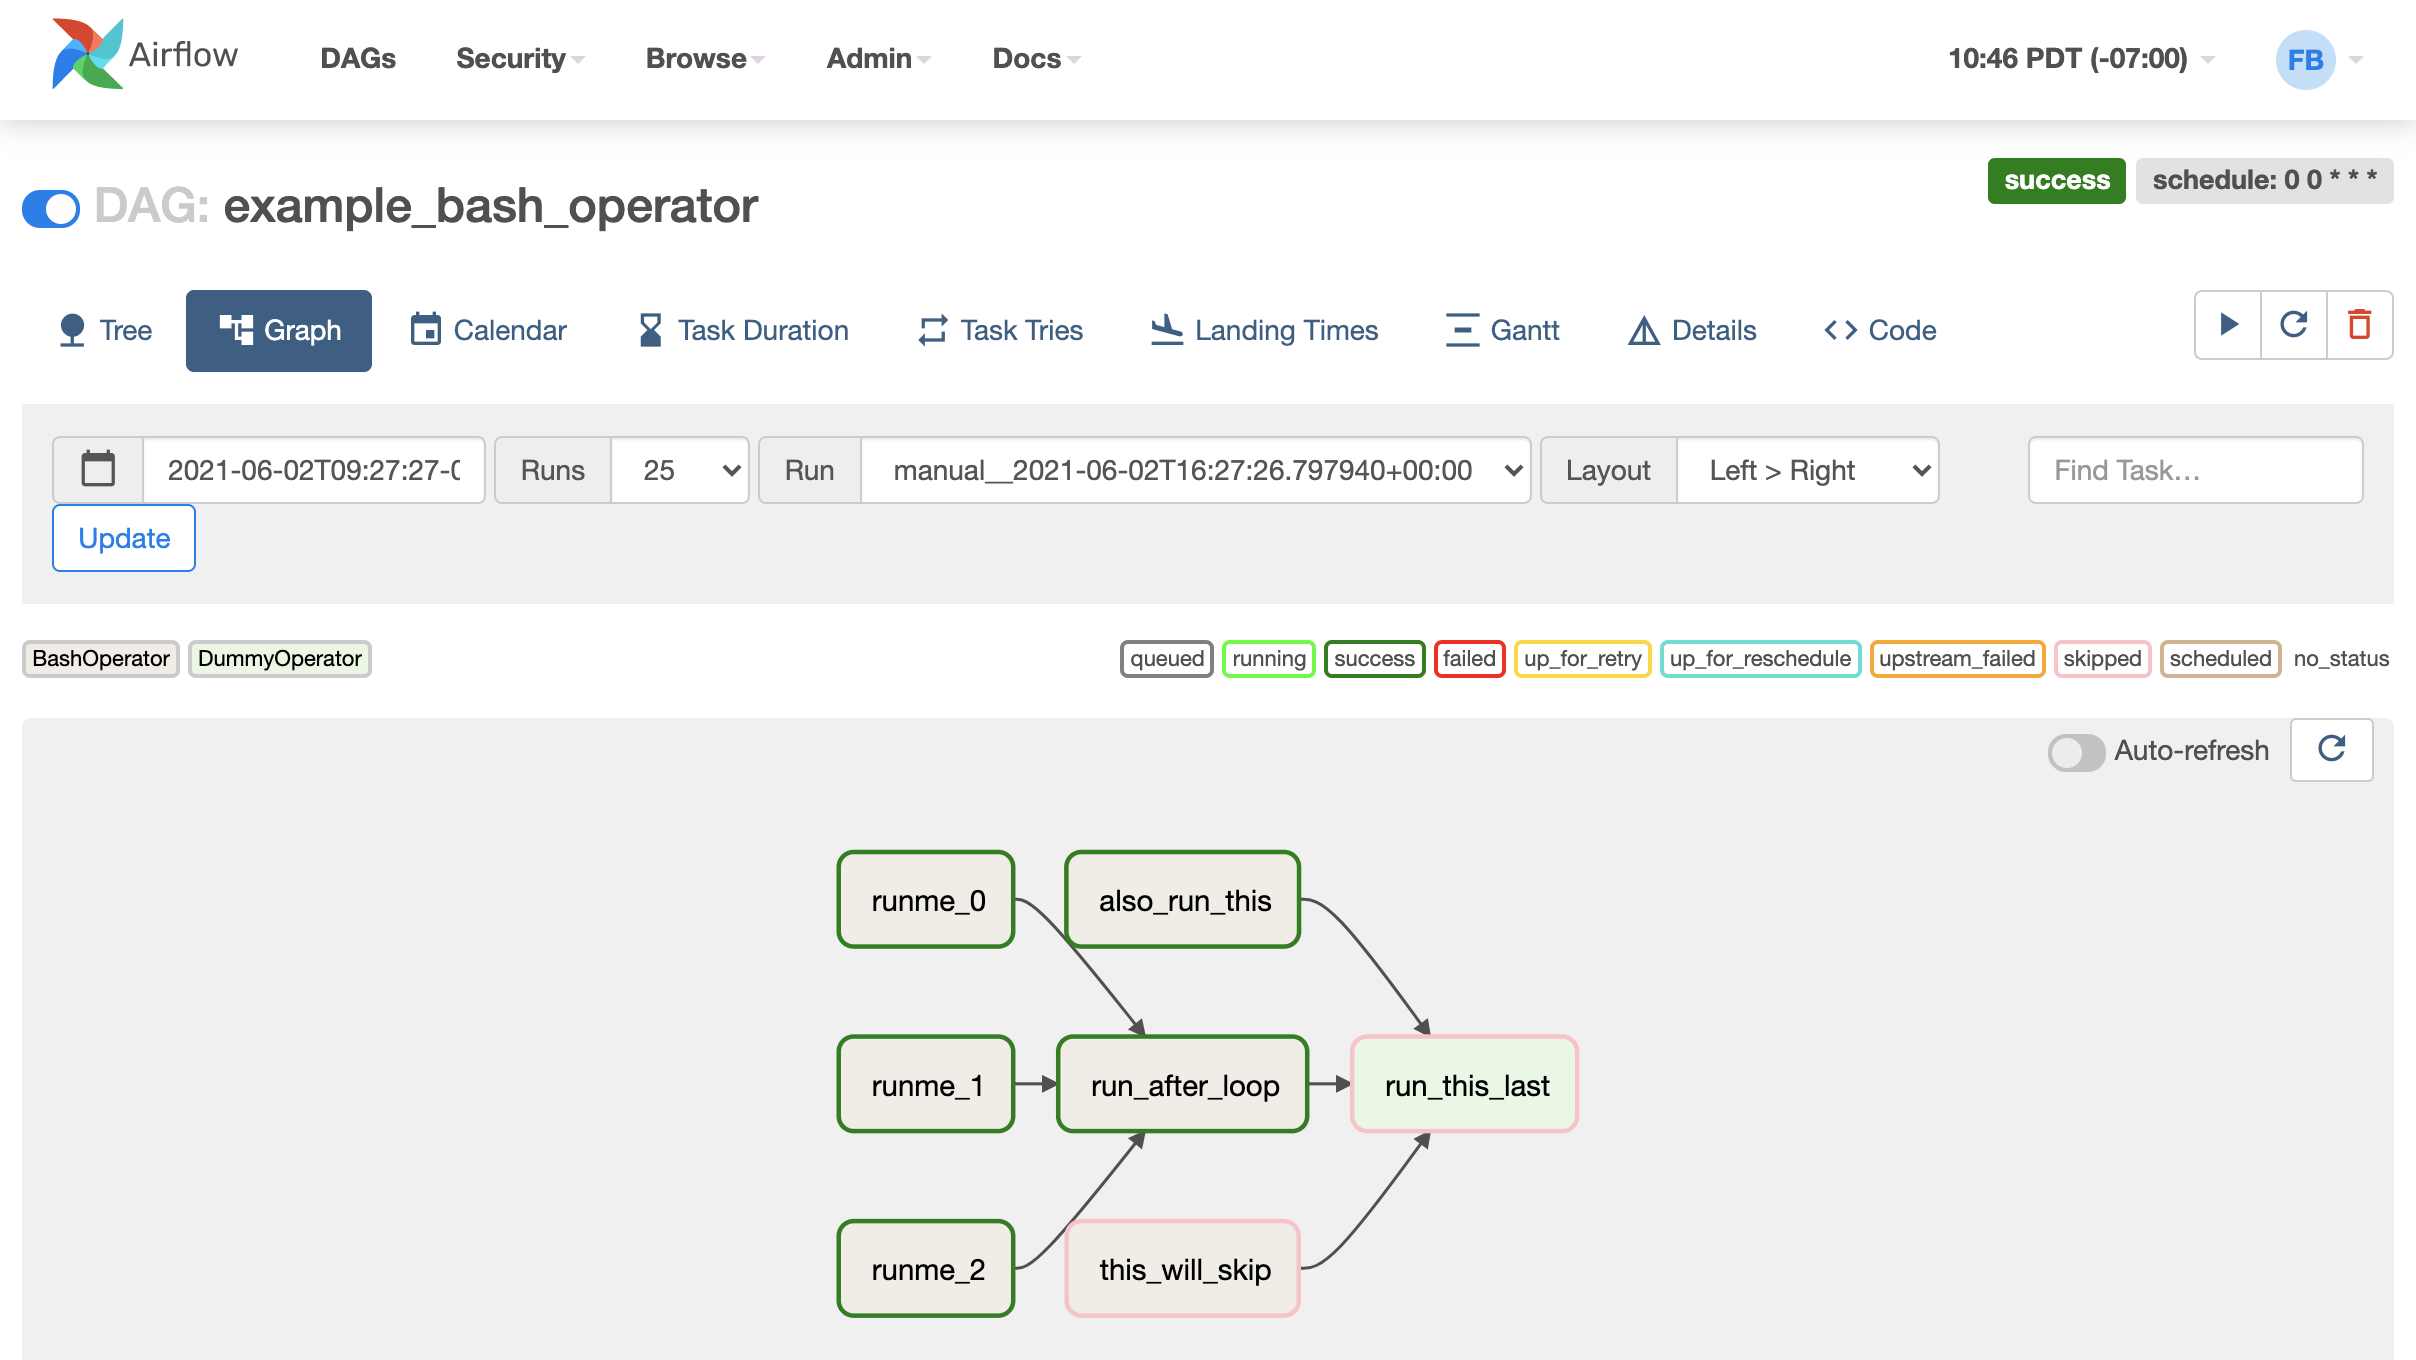 Airflow DAGs Security Browse Admin Docs 10:46 PDT (-07:00) FB
success schedule: 0 0 * * *
DAG: example_bash_operator
Tree Graph Calendar Task Duration Task Tries Landing Times Gantt Details Code
2021-06-02T09:27:27-0 Runs 25 Run manual__2021-06-02T16:27:26.797940+00:00 Layout Left > Right Find Task...
Update
BashOperator DummyOperator queued running success failed up_for_retry up_for_reschedule upstream_failed skipped scheduled no_status
Auto-refresh
runme_0 also_run_this
runme_1 run_after_loop run_this_last
runme_2 this_will_skip